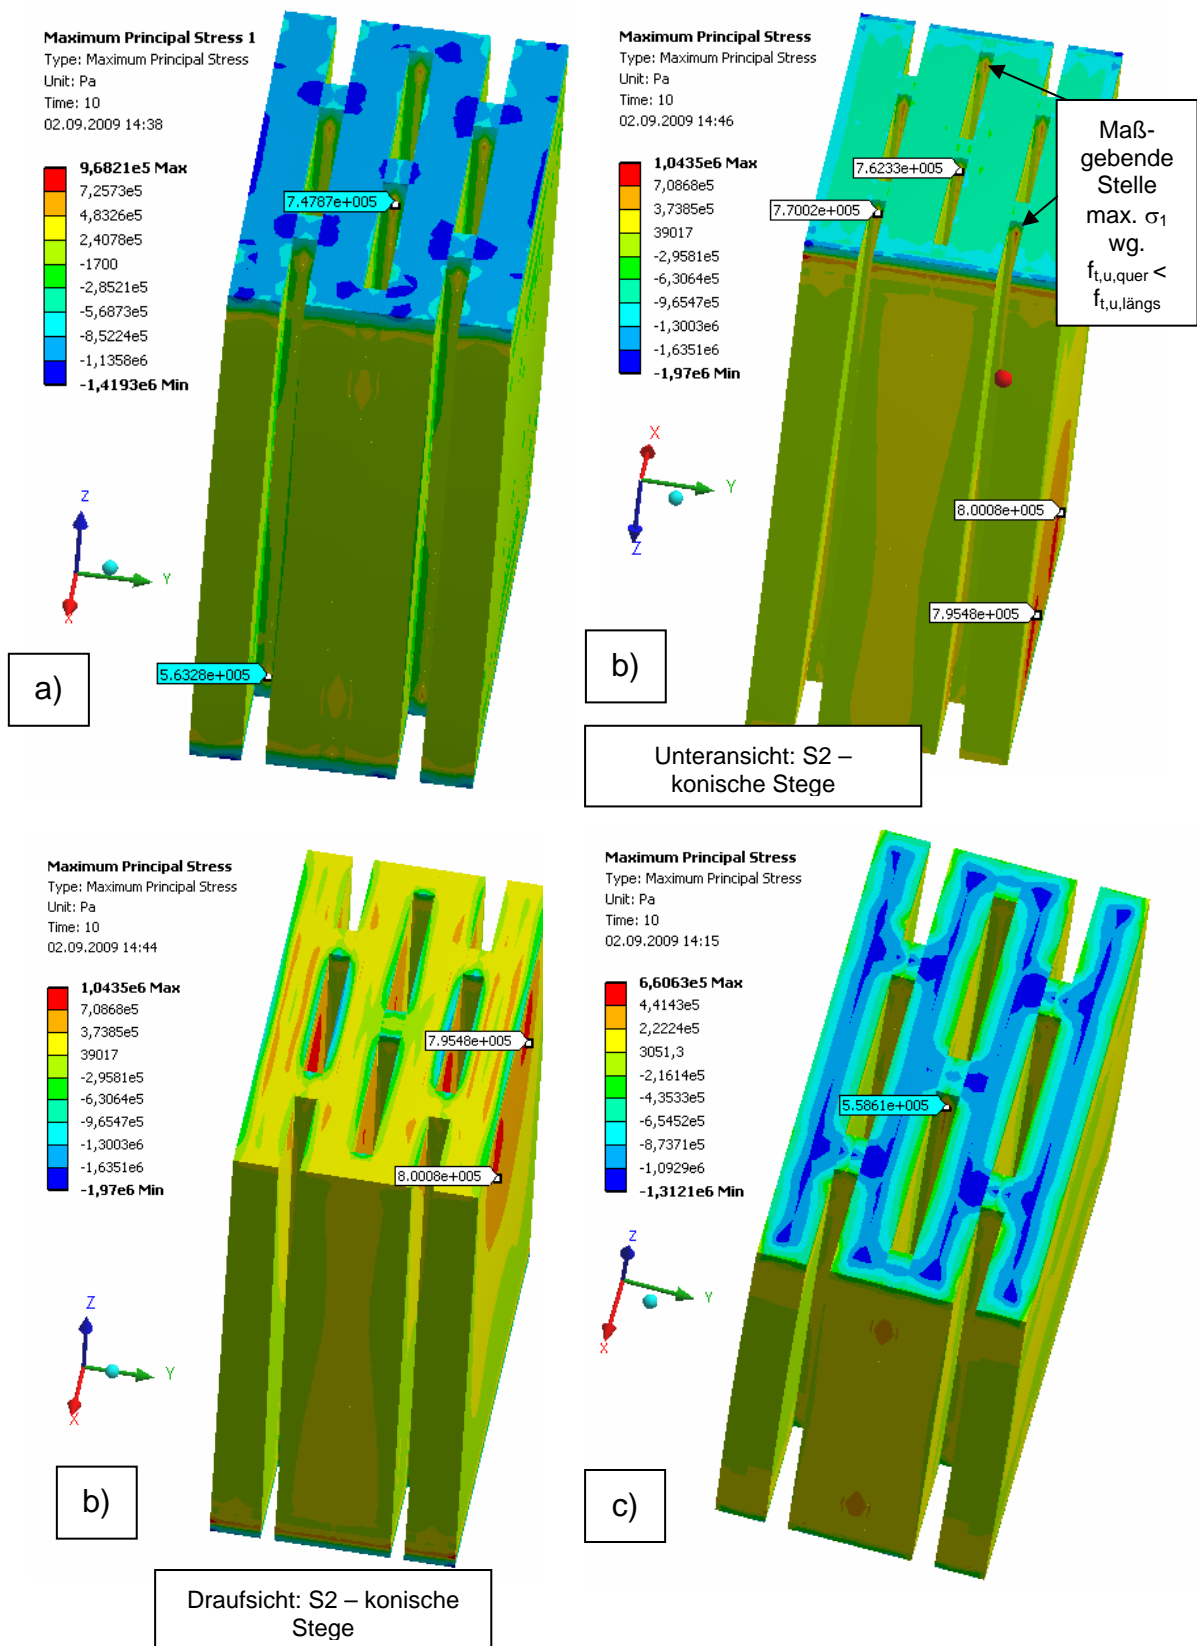 Maximum Principal Stress 1
Type: Maximum Principal Stress
Unit: Pa
Time: 10
02.09.2009 14:38
9,6821e5 Max
7,2573e5
4,8326e5
2,4078e5
-1700
-2,8521e5
-5,6873e5
-8,5224e5
-1,1358e6
-1,4193e6 Min
7.4787e+005
5.6328e+005
Z
Y
X
a)
Maximum Principal Stress
Type: Maximum Principal Stress
Unit: Pa
Time: 10
02.09.2009 14:46
1,0435e6 Max
7,0868e5
3,7385e5
39017
-2,9581e5
-6,3064e5
-9,6547e5
-1,3003e6
-1,6351e6
-1,97e6 Min
7.6233e+005
7.7002e+005
8.0008e+005
7.9548e+005
Maß-
gebende
Stelle
max. σ1
wg.
ft,u,quer <
ft,u,längs
X
Y
Z
b)
Unteransicht: S2 –
konische Stege
Maximum Principal Stress
Type: Maximum Principal Stress
Unit: Pa
Time: 10
02.09.2009 14:44
1,0435e6 Max
7,0868e5
3,7385e5
39017
-2,9581e5
-6,3064e5
-9,6547e5
-1,3003e6
-1,6351e6
-1,97e6 Min
7.9548e+005
8.0008e+005
Z
Y
X
b)
Draufsicht: S2 – konische
Stege
Maximum Principal Stress
Type: Maximum Principal Stress
Unit: Pa
Time: 10
02.09.2009 14:15
6,6063e5 Max
4,4143e5
2,2224e5
3051,3
-2,1614e5
-4,3533e5
-6,5452e5
-8,7371e5
-1,0929e6
-1,3121e6 Min
5.5861e+005
Z
Y
X
c)